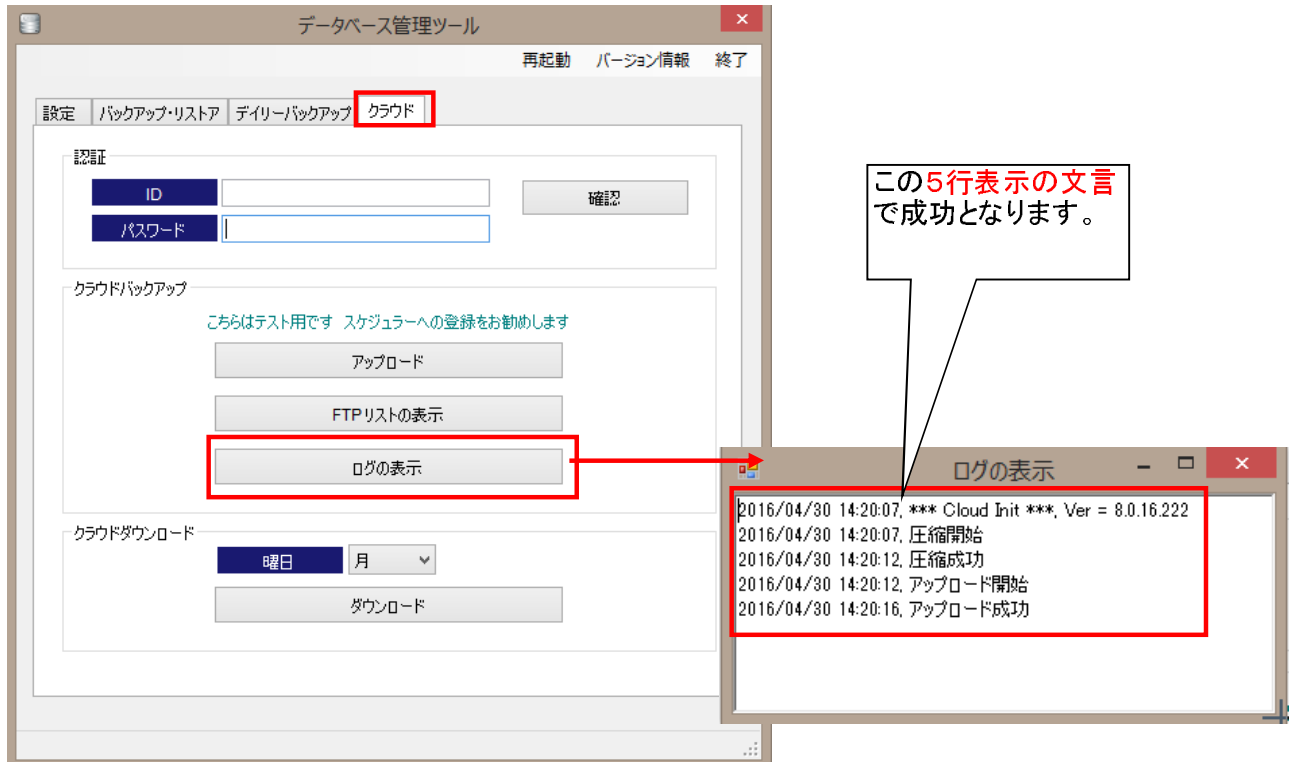 データベース管理ツール
再起動 バージョン情報 終了
設定 バックアップ・リストア デイリーバックアップ クラウド
認証
ID
確認
パスワード
この5行表示の文言
で成功となります。
クラウドバックアップ
こちらはテスト用です スケジュラーへの登録をお勧めします
アップロード
FTPリストの表示
ログの表示
クラウドダウンロード
曜日 月
ダウンロード
ログの表示
2016/04/30 14:20:07, *** Cloud Init ***, Ver = 8.0.16.222
2016/04/30 14:20:07, 圧縮開始
2016/04/30 14:20:12, 圧縮成功
2016/04/30 14:20:12, アップロード開始
2016/04/30 14:20:16, アップロード成功